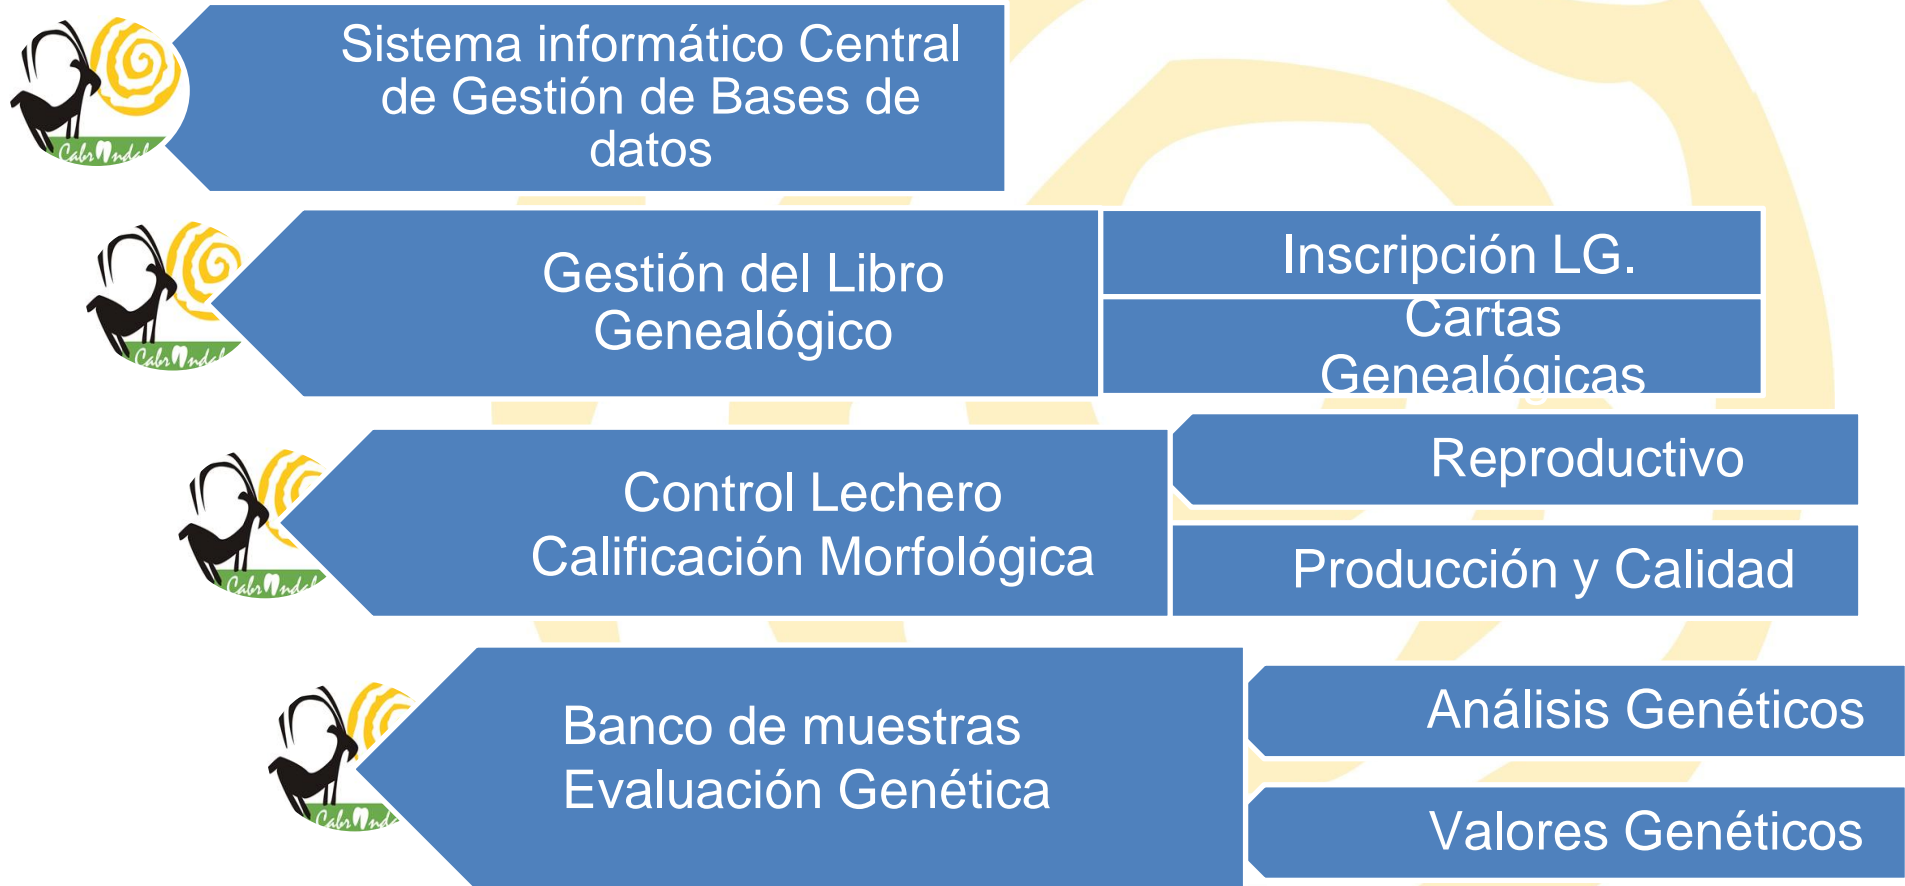 Sistema informático Central
de Gestión de Bases de
datos
Gestión del Libro
Genealógico
Inscripción LG.
Cartas
Genealógicas
Control Lechero
Calificación Morfológica
Reproductivo
Producción y Calidad
Banco de muestras
Evaluación Genética
Análisis Genéticos
Valores Genéticos